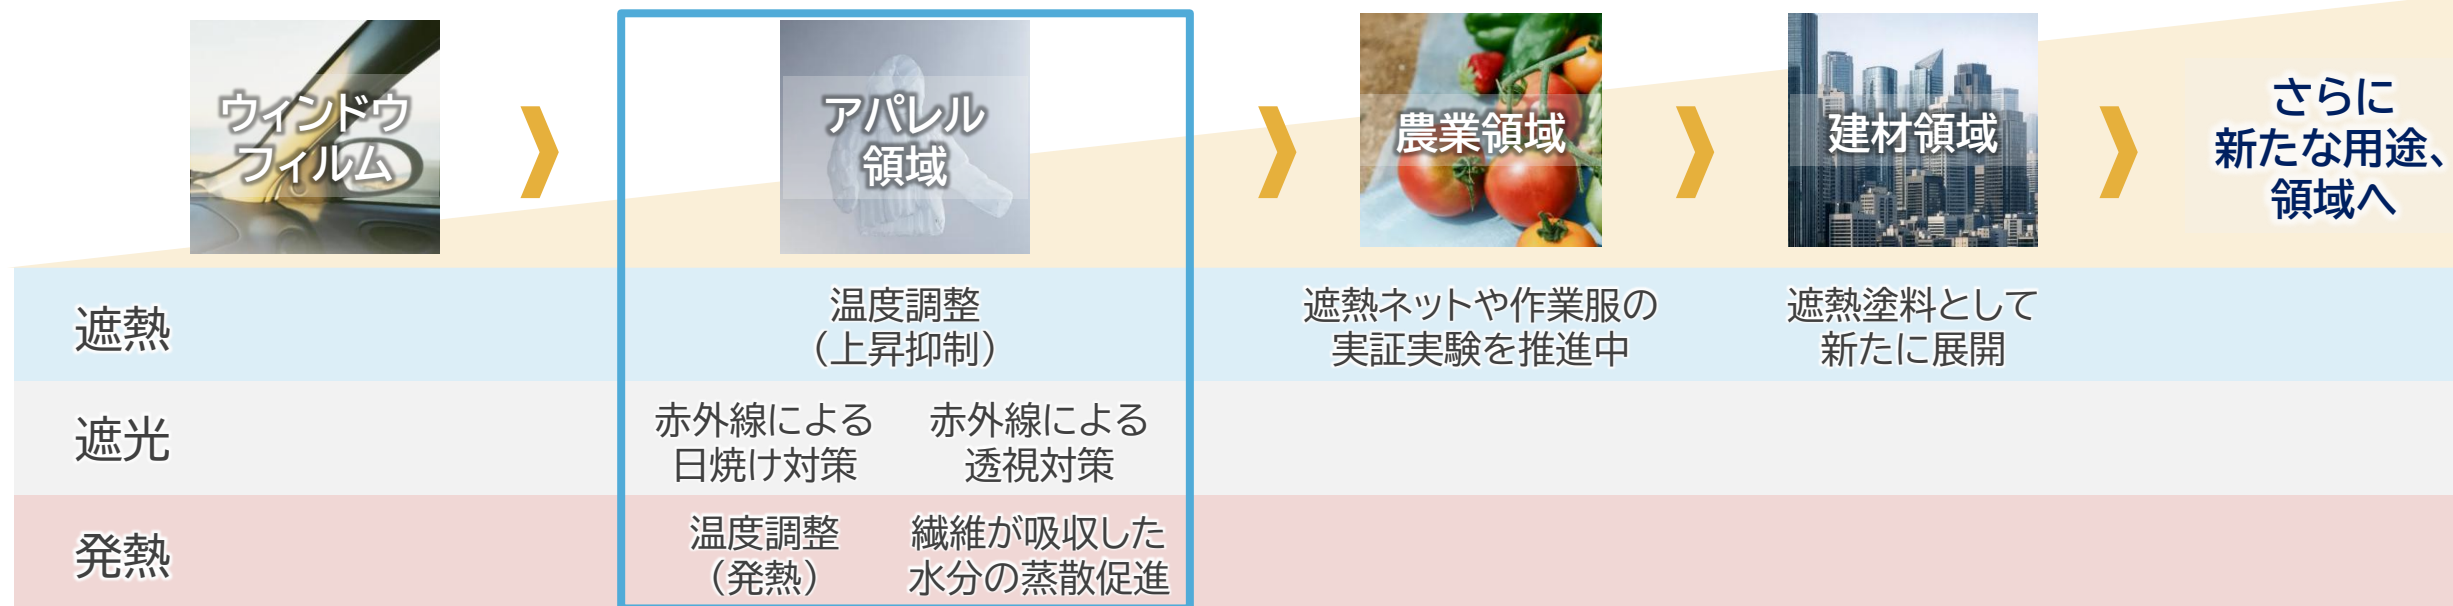 ウィンドウ
フィルム
アパレル
領域
農業領域
建材領域
さらに
新たな用途、
領域へ
遮熱
温度調整
（上昇抑制）
遮熱ネットや作業服の
実証実験を推進中
遮熱塗料として
新たに展開
遮光
赤外線による
日焼け対策
赤外線による
透視対策
発熱
温度調整
（発熱）
繊維が吸収した
水分の蒸散促進